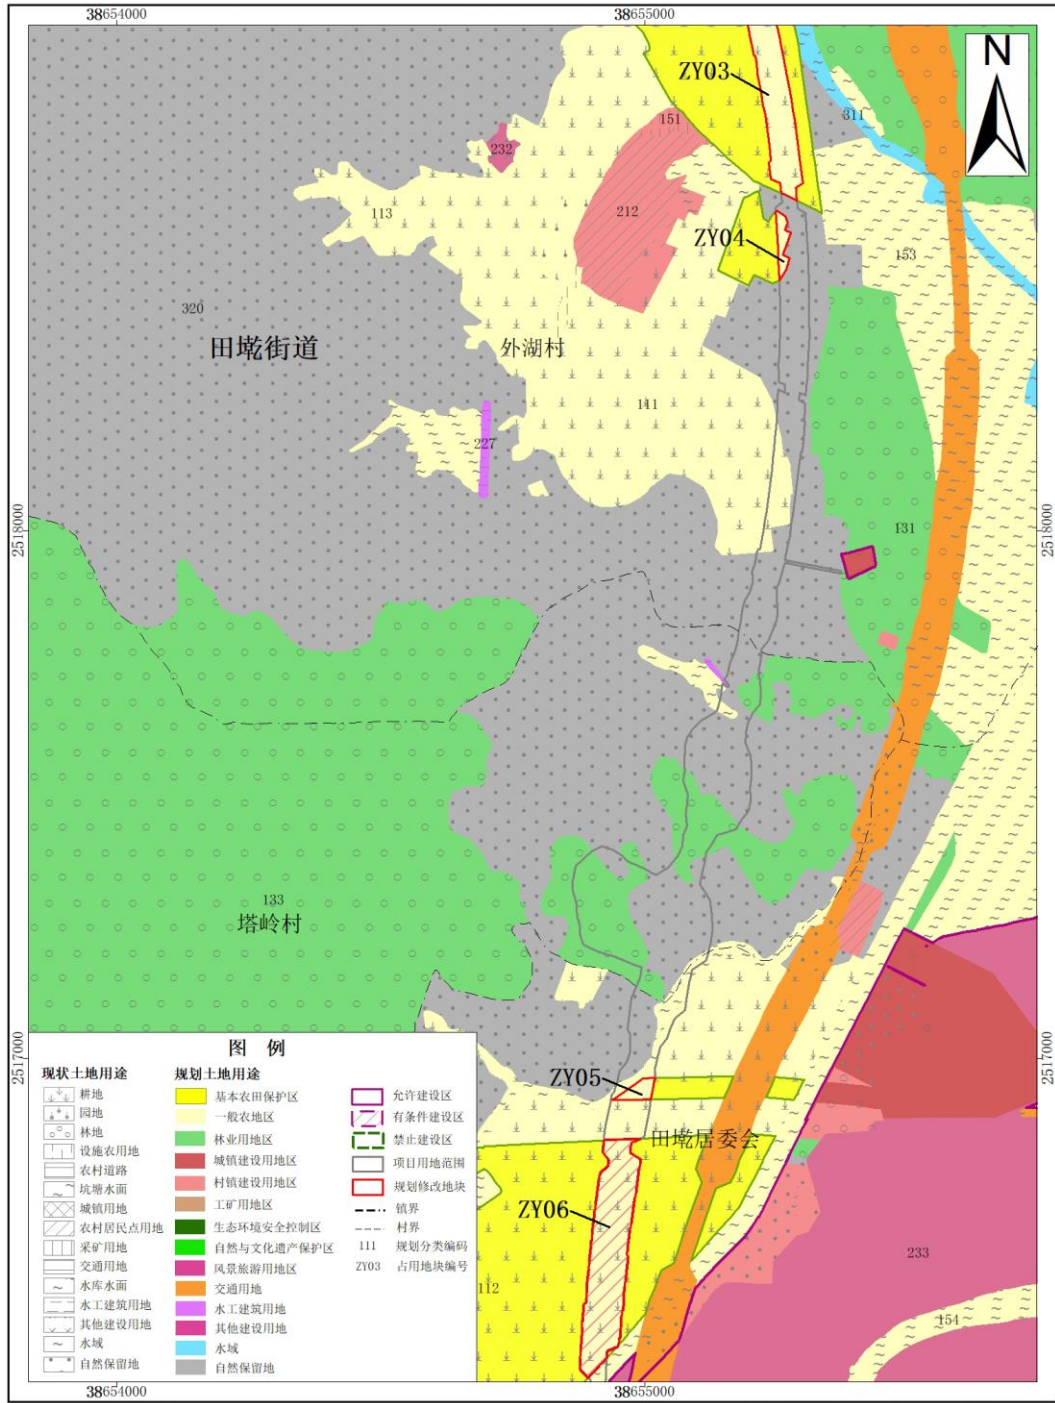 38654000
38655000
N
ZY03
311
151
232
113
212
ZY04
153
320
田墘街道
外湖村
141
227
2518000
2518000
131
133
塔岭村
2517000
2517000
ZY05
田墘居委会
ZY06
233
112
154
图 例
现状土地用途
耕地
园地
林地
设施农用地
农村道路
坑塘水面
城镇用地
农村居民点用地
采矿用地
交通用地
水库水面
水工建筑用地
其他建设用地
水域
自然保留地
规划土地用途
基本农田保护区
一般农地区
林业用地区
城镇建设用地区
村镇建设用地区
工矿用地区
生态环境安全控制区
自然与文化遗产保护区
风景旅游用地区
交通用地
水工建筑用地
其他建设用地
水域
自然保留地
允许建设区
有条件建设区
禁止建设区
项目用地范围
规划修改地块
镇界
村界
111 规划分类编码
ZY03 占用地块编号
38654000
38655000